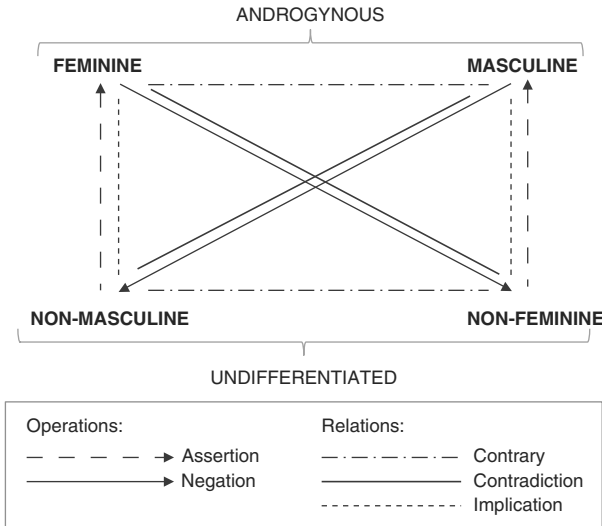 ANDROGYNOUS
FEMININE MASCULINE
NON-MASCULINE NON-FEMININE
UNDIFFERENTIATED
Operations: Relations:
Assertion Contrary
Negation Contradiction
Implication